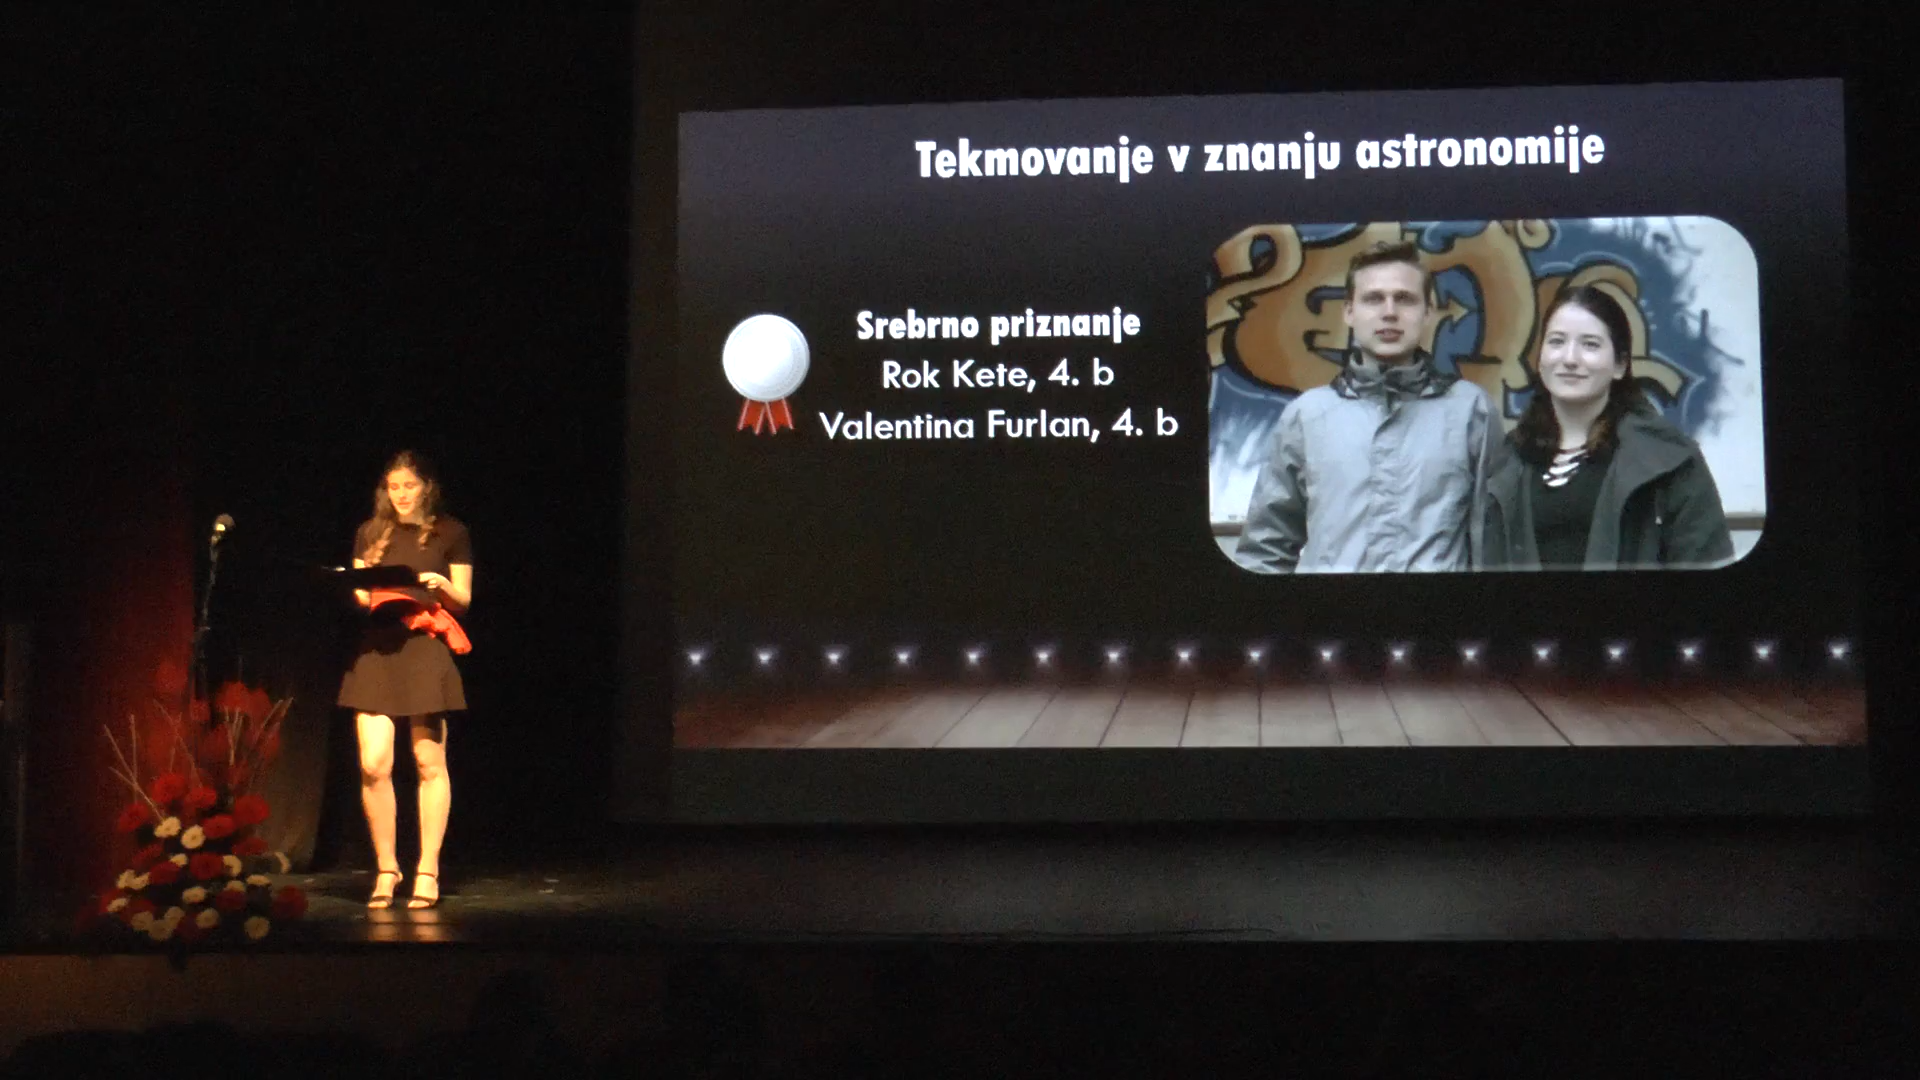 Tekmovanje v znanju astronomije
Srebrno priznanje
Rok Kete, 4. b
Valentina Furlan, 4. b